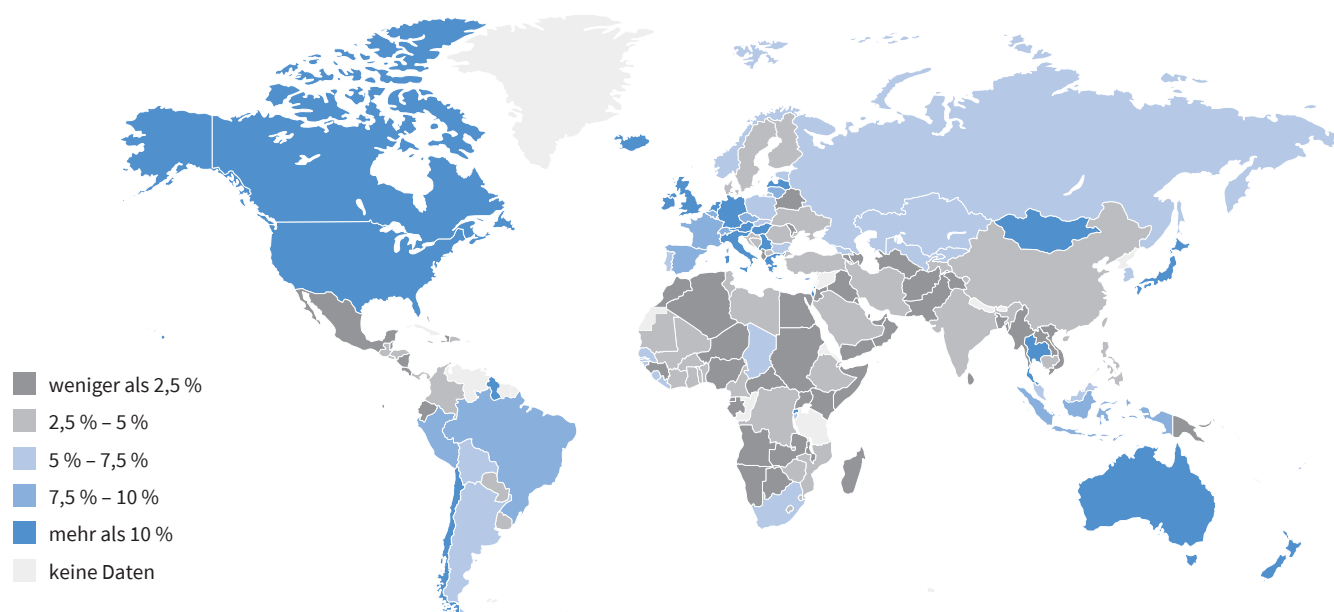 weniger als 2,5 %
2,5 % – 5 %
5 % – 7,5 %
7,5 % – 10 %
mehr als 10 %
keine Daten